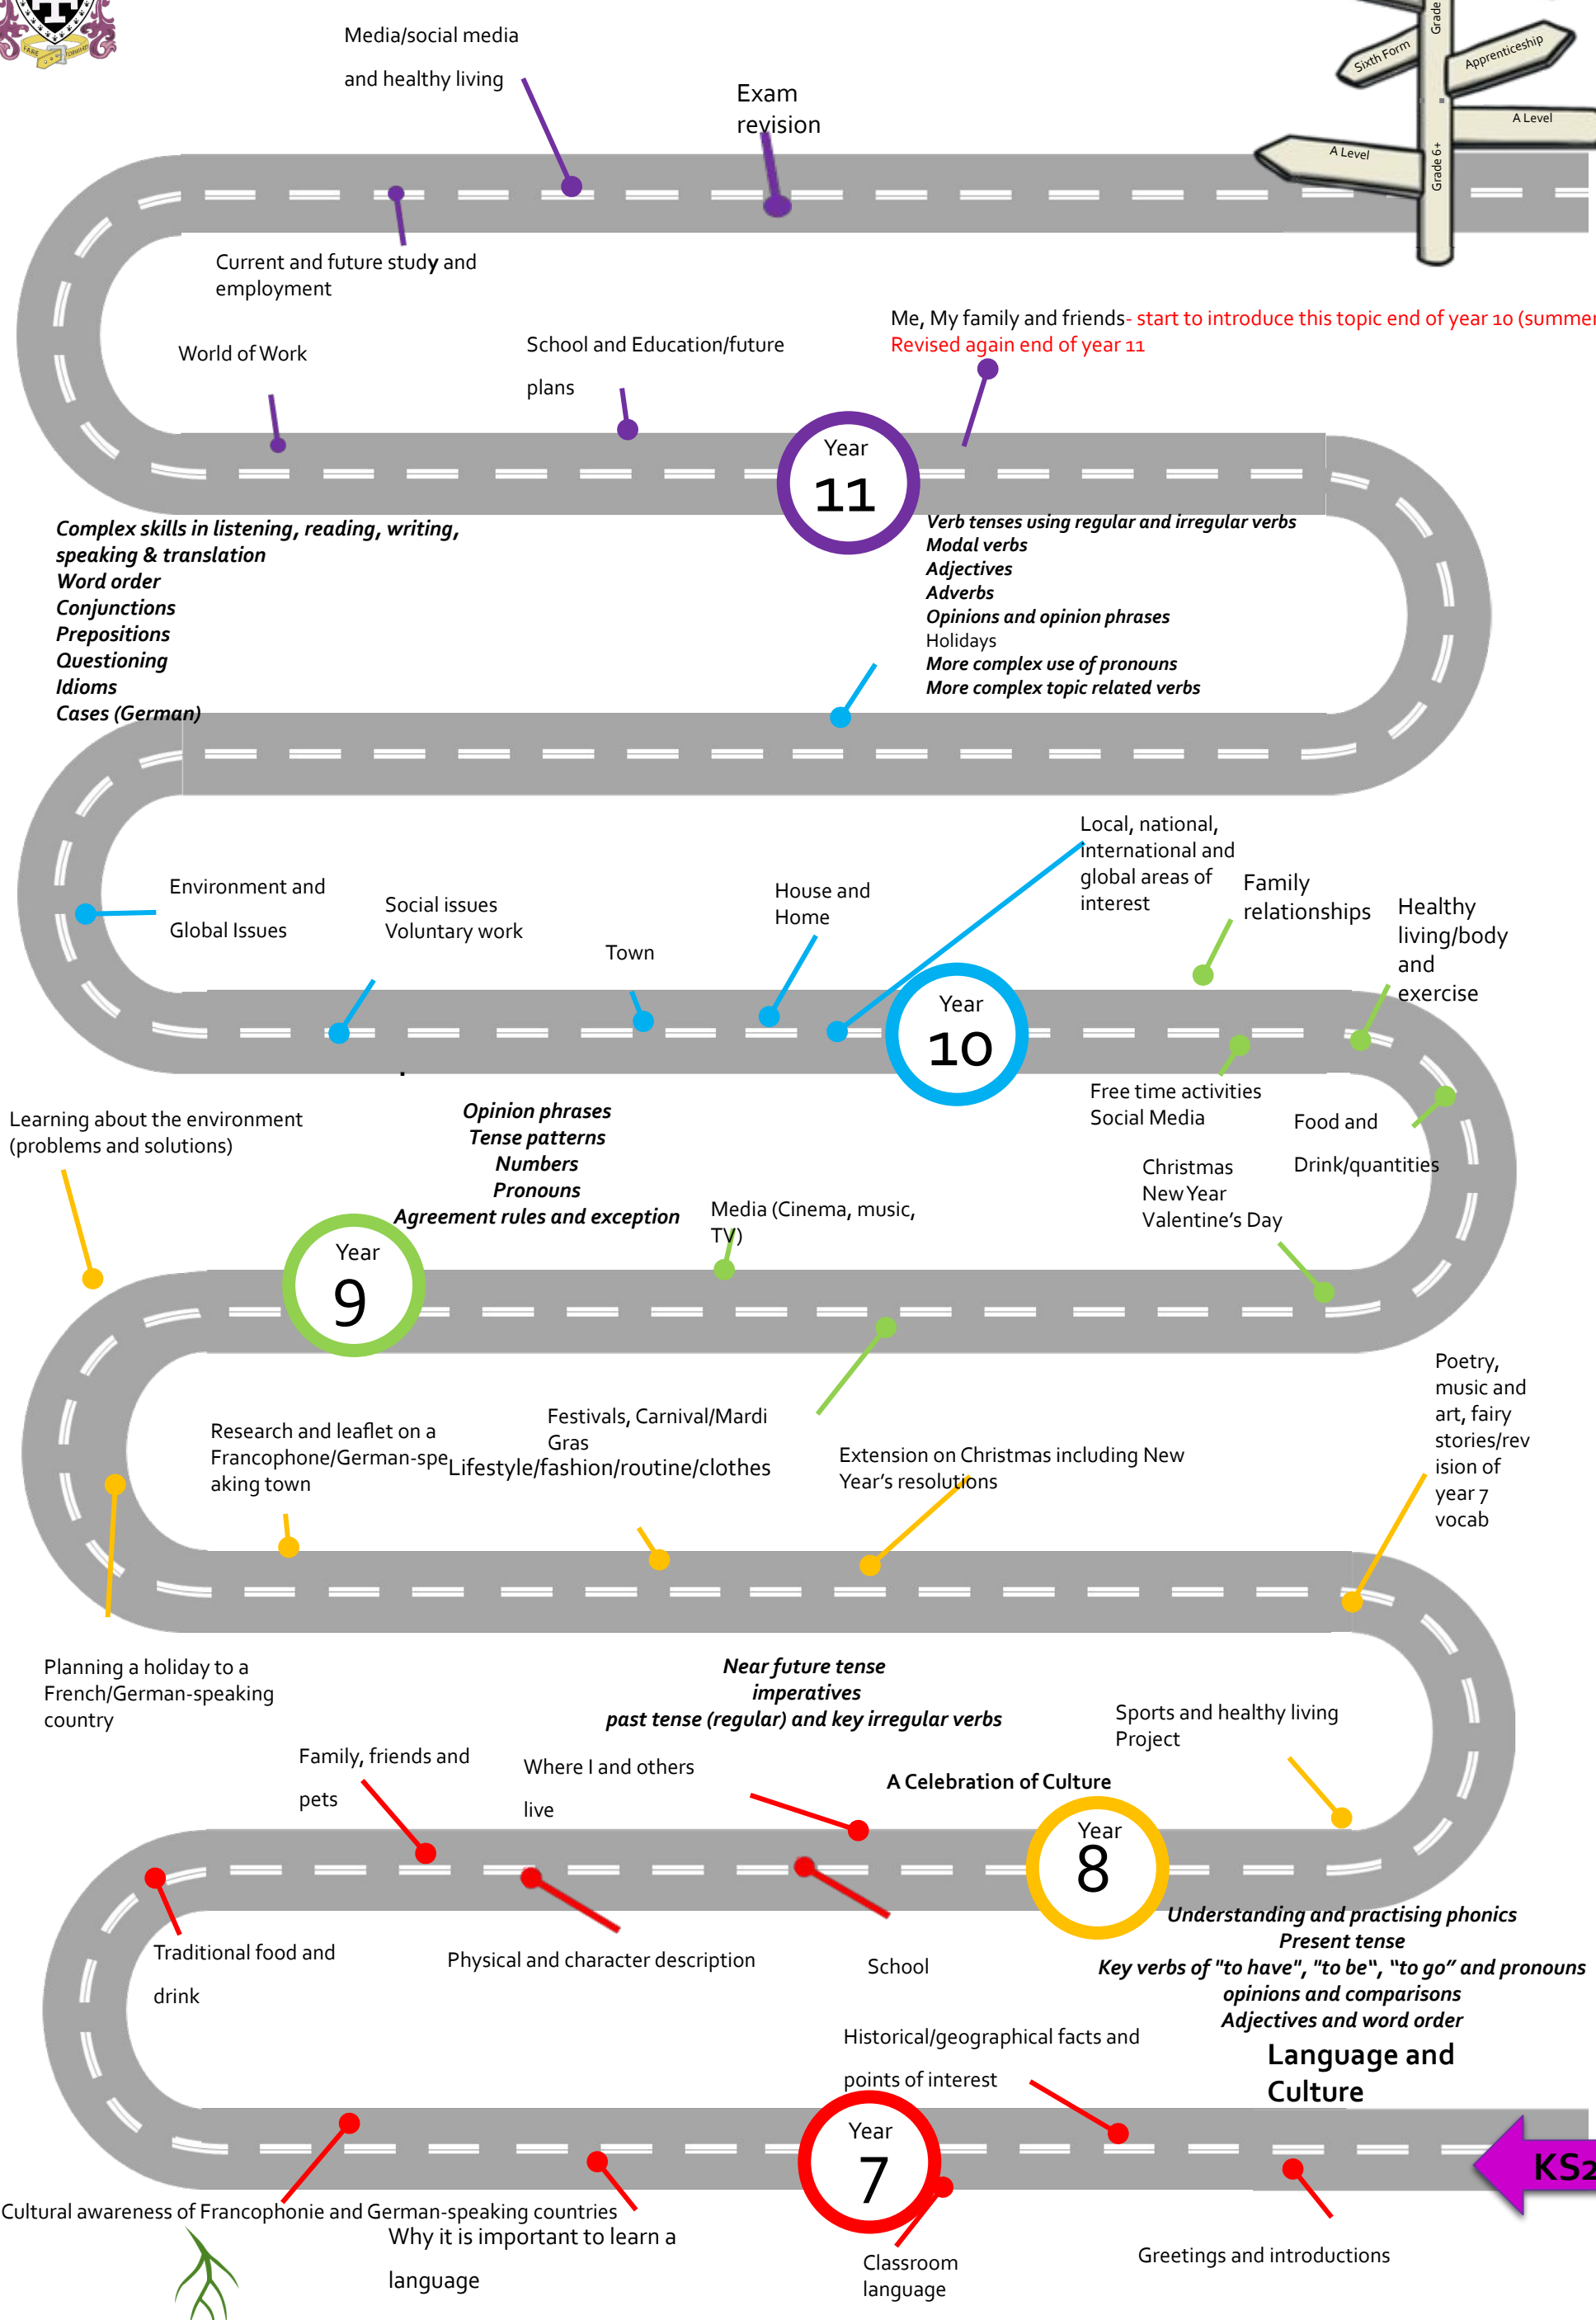 Media/social media
and healthy living
Exam
revision
Grade
Sixth Form
Apprenticeship
A Level
A Level
Grade 6+
Current and future study and
employment
World of Work
School and Education/future
plans
Me, My family and friends- start to introduce this topic end of year 10 (summer
Revised again end of year 11
Year
11
Complex skills in listening, reading, writing,
speaking & translation
Word order
Conjunctions
Prepositions
Questioning
Idioms
Cases (German)
Verb tenses using regular and irregular verbs
Modal verbs
Adjectives
Adverbs
Opinions and opinion phrases
Holidays
More complex use of pronouns
More complex topic related verbs
Environment and
Global Issues
Social issues
Voluntary work
Town
House and
Home
Local, national,
international and
global areas of
interest
Family
relationships
Healthy
living/body
and
exercise
Year
10
.
Free time activities
Social Media
Food and
Drink/quantities
Christmas
New Year
Valentine's Day
Learning about the environment
(problems and solutions)
Opinion phrases
Tense patterns
Numbers
Pronouns
Agreement rules and exception
Media (Cinema, music,
TV)
Year
9
Research and leaflet on a
Francophone/German-spe
aking town
Festivals, Carnival/Mardi
Gras
Lifestyle/fashion/routine/clothes
Extension on Christmas including New
Year's resolutions
Poetry,
music and
art, fairy
stories/rev
ision of
year 7
vocab
Planning a holiday to a
French/German-speaking
country
Near future tense
imperatives
past tense (regular) and key irregular verbs
Sports and healthy living
Project
Family, friends and
pets
Where I and others
live
A Celebration of Culture
Year
8
Traditional food and
drink
Physical and character description
School
Understanding and practising phonics
Present tense
Key verbs of "to have", "to be“, “to go” and pronouns
opinions and comparisons
Adjectives and word order
Language and
Culture
Historical/geographical facts and
points of interest
Year
7
KS2
Cultural awareness of Francophonie and German-speaking countries
Why it is important to learn a
language
Classroom
language
Greetings and introductions